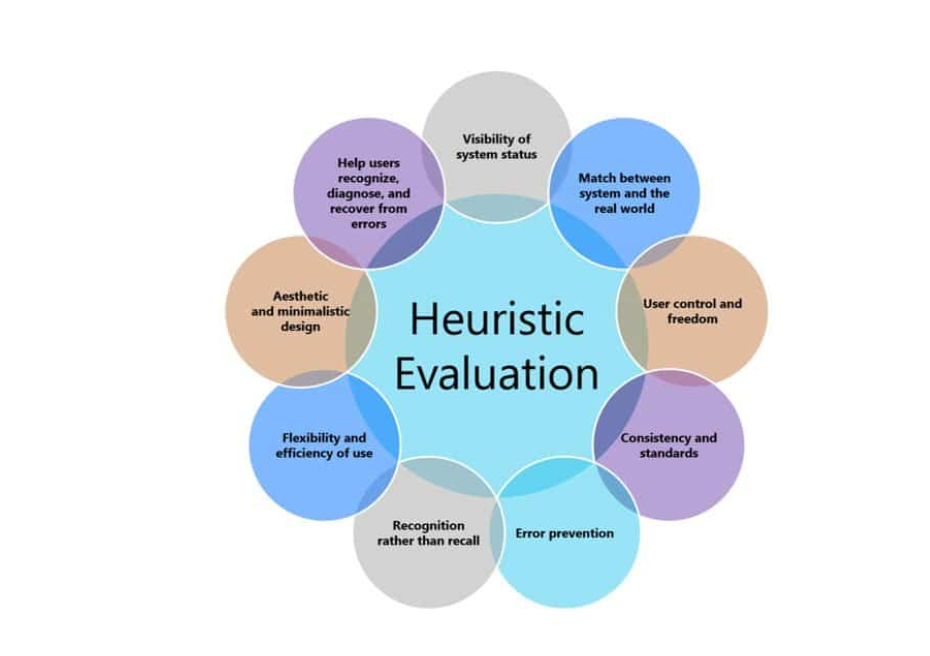 Visibility of
system status
Match between
system and the
real world
User control and
freedom
Consistency and
standards
Error prevention
Recognition
rather than recall
Flexibility and
efficiency of use
Aesthetic
and minimalistic
design
Help users
recognize,
diagnose, and
recover from
errors
Heuristic
Evaluation